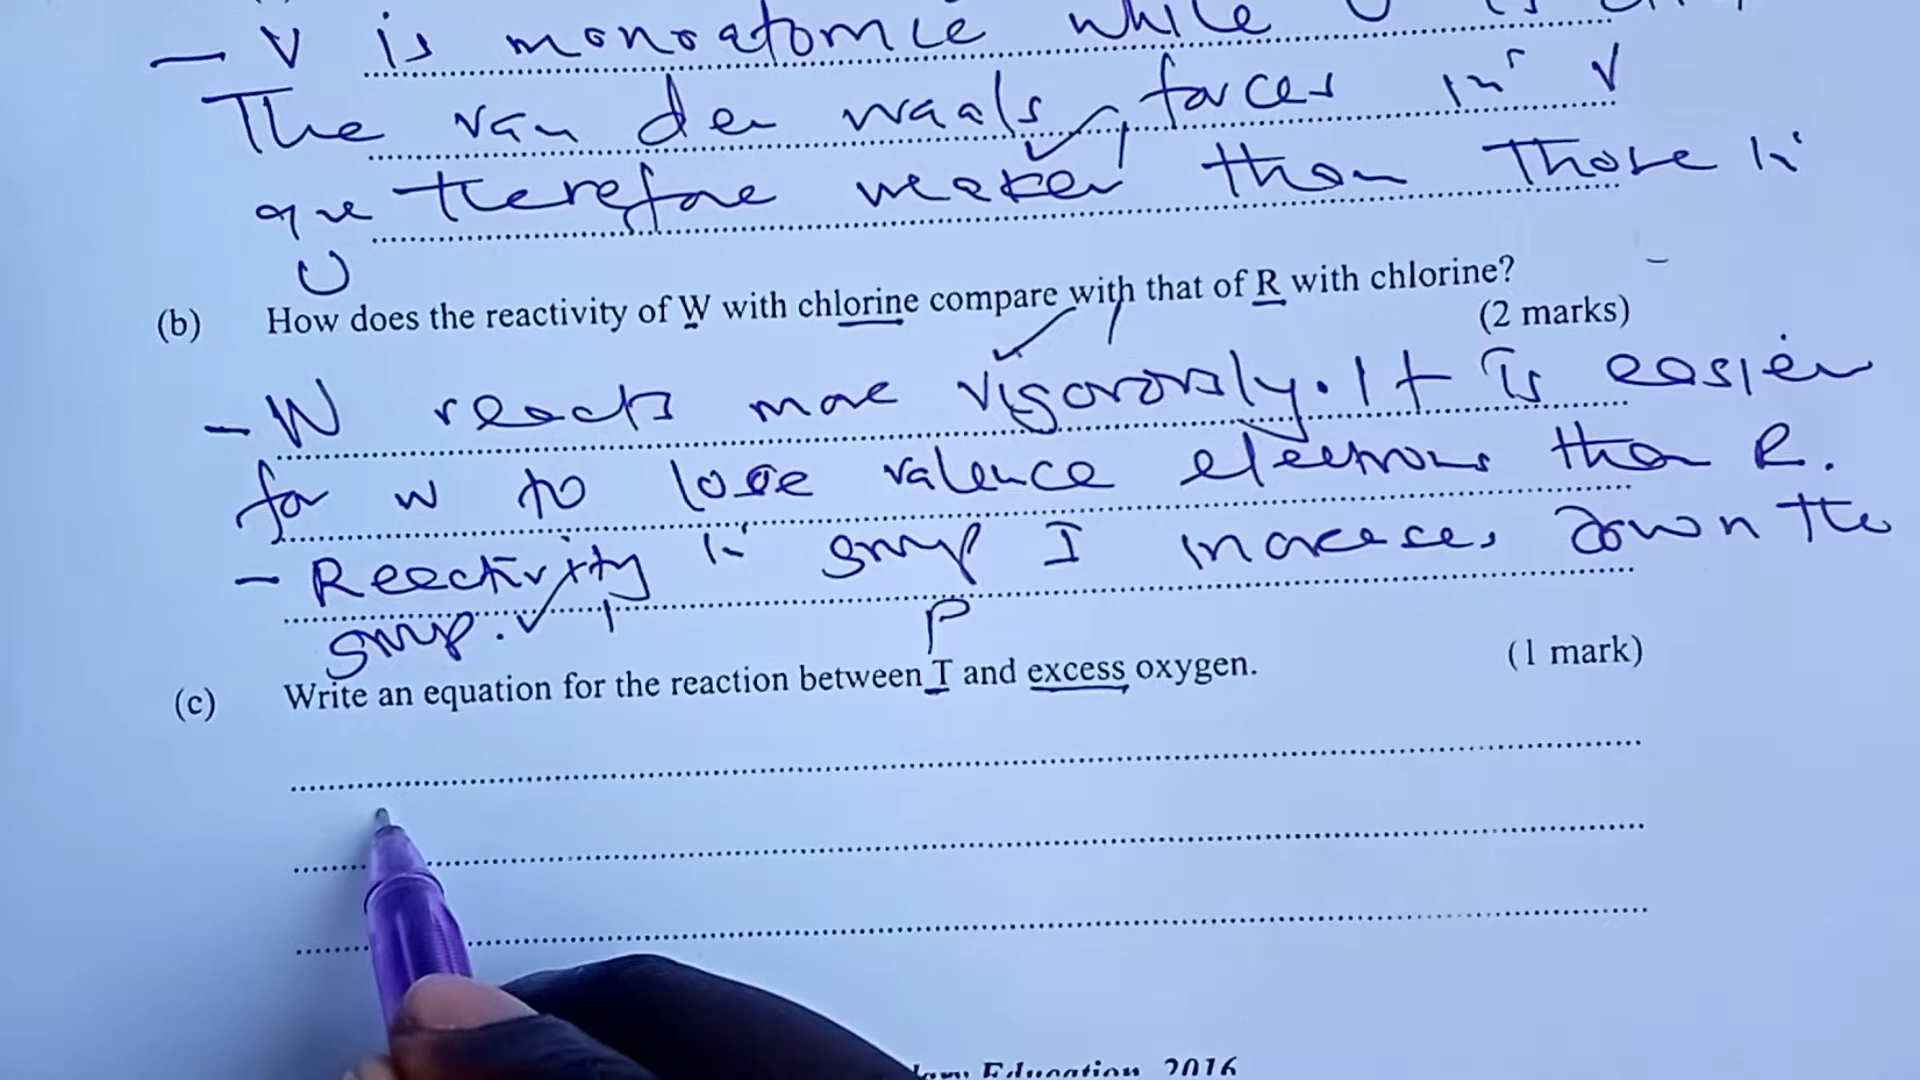 - V is monoatomic while U is
The van der waals forces in V
are therefore weaker than those in
U
(b) How does the reactivity of W with chlorine compare with that of R with chlorine?
(2 marks)
- W reacts more vigorously. It is easier
for W to lose valence electrons than R.
- Reactivity in group I increases down the
group.
P
(c) Write an equation for the reaction between T and excess oxygen. (1 mark)
Education 2016